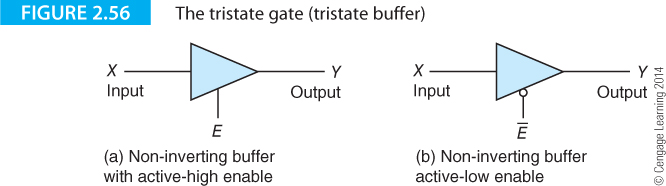 FIGURE 2.56 The tristate gate (tristate buffer)
X Y
Input Output
E
(a) Non-inverting buffer
with active-high enable
X Y
Input Output
E̅
(b) Non-inverting buffer
active-low enable
© Cengage Learning 2014